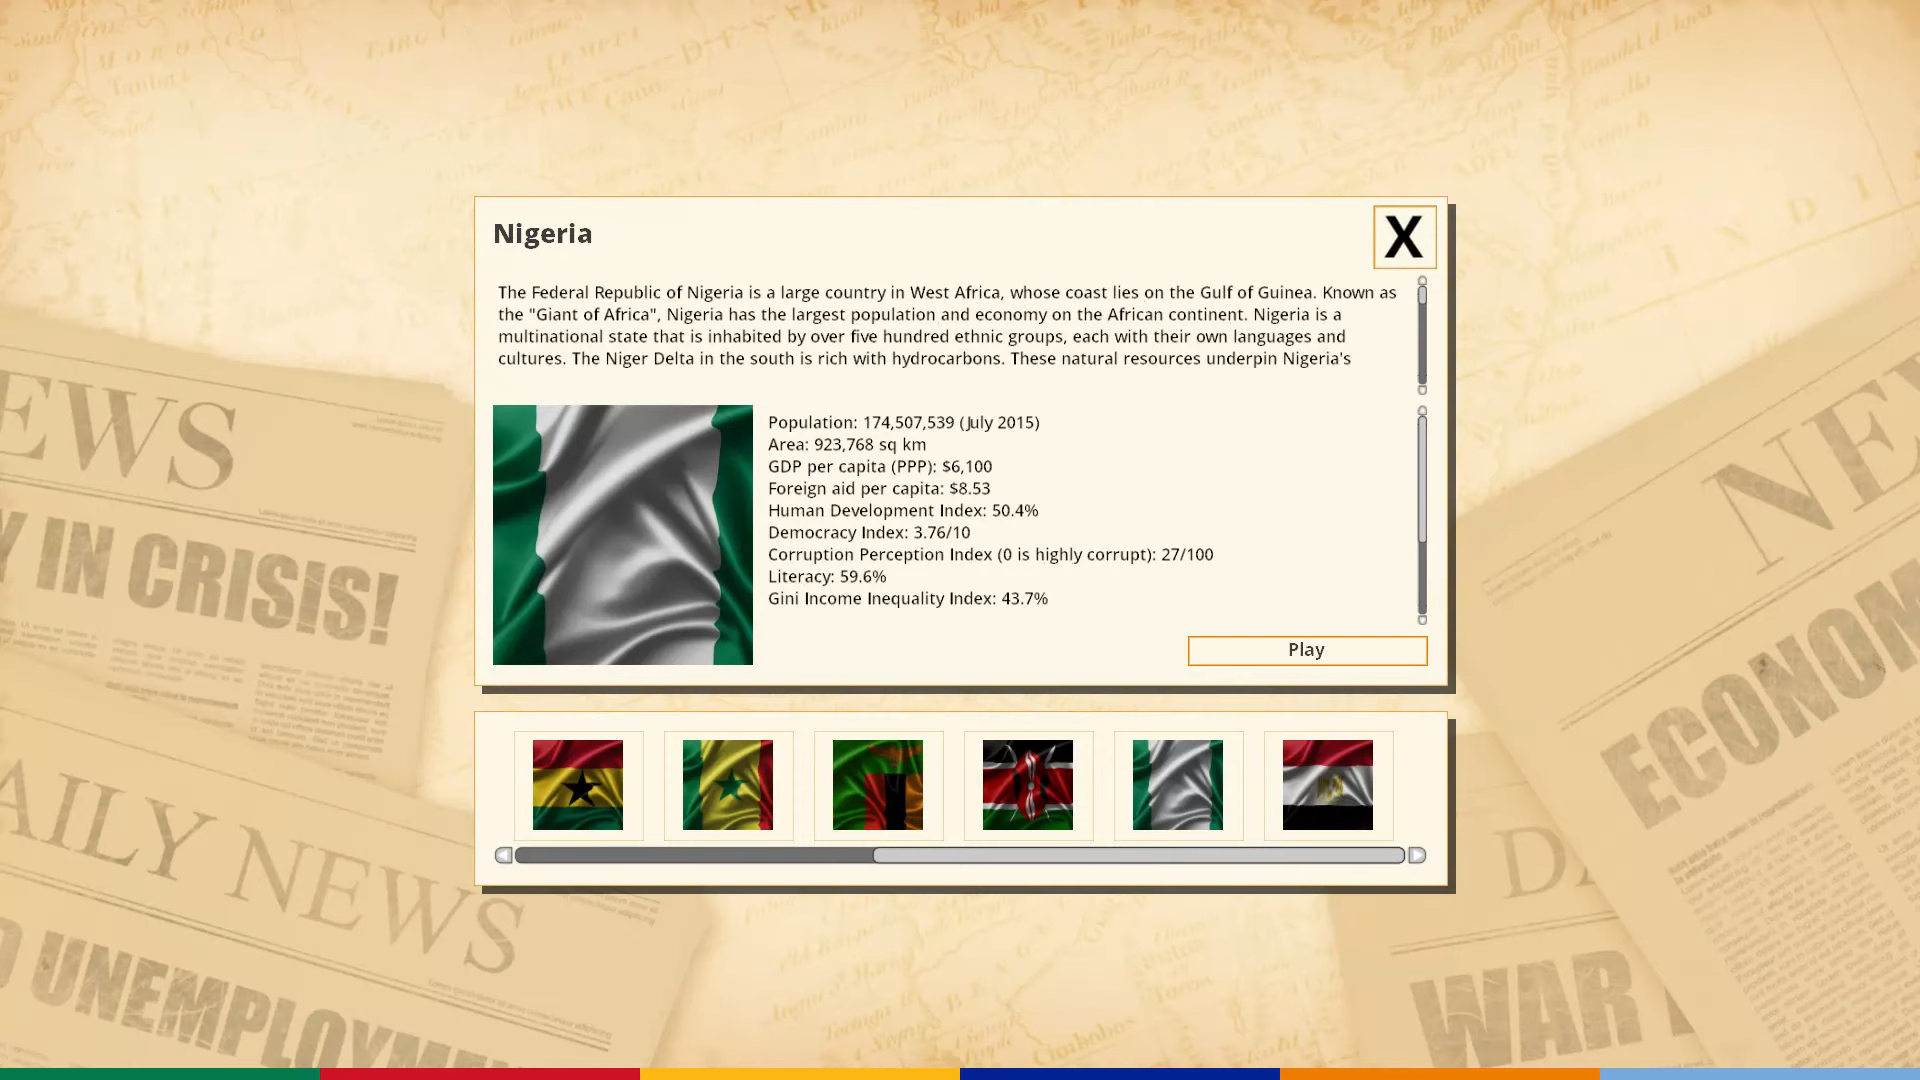 Nigeria
X
The Federal Republic of Nigeria is a large country in West Africa, whose coast lies on the Gulf of Guinea. Known as
the "Giant of Africa", Nigeria has the largest population and economy on the African continent. Nigeria is a
multinational state that is inhabited by over five hundred ethnic groups, each with their own languages and
cultures. The Niger Delta in the south is rich with hydrocarbons. These natural resources underpin Nigeria's
Population: 174,507,539 (July 2015)
Area: 923,768 sq km
GDP per capita (PPP): $6,100
Foreign aid per capita: $8.53
Human Development Index: 50.4%
Democracy Index: 3.76/10
Corruption Perception Index (0 is highly corrupt): 27/100
Literacy: 59.6%
Gini Income Inequality Index: 43.7%
Play
EWS
Y IN CRISIS!
AILY NEWS
D UNEMPLOYM
NE
ECONOM
DA
WAR